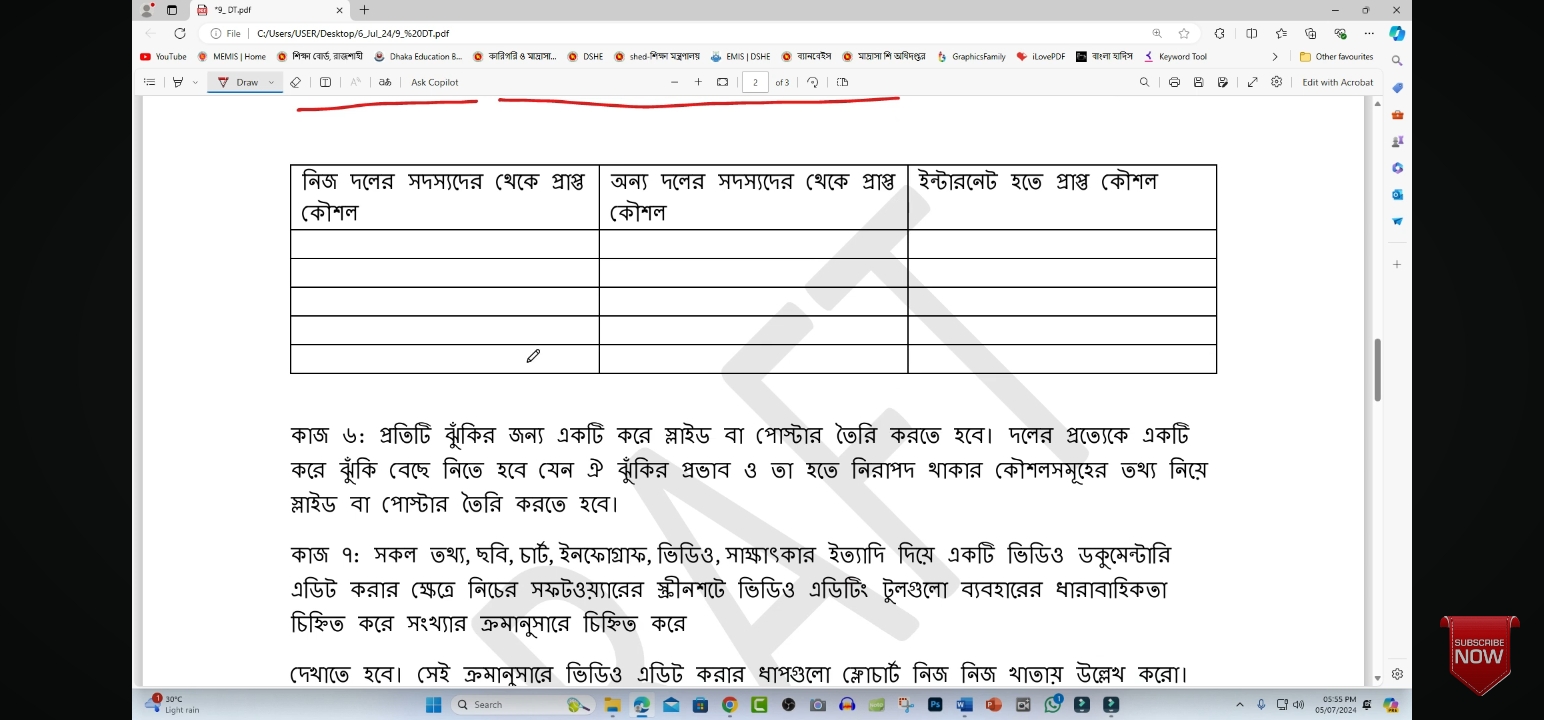 *9_ DT.pdf
File C:/Users/USER/Desktop/6_Jul_24/9_%20DT.pdf
YouTube MEMIS | Home শিক্ষা বোর্ড, রাজশাহী Dhaka Education B... কারিগরি ও মাদ্রাসা... DSHE shed-শিক্ষা মন্ত্রণালয় EMIS | DSHE ব্যানবেইস মাদ্রাসা শি অধিদপ্তর GraphicsFamily iLovePDF বাংলা হাদিস Keyword Tool Other favourites
Draw Ask Copilot 2 of 3 Edit with Acrobat
নিজ দলের সদস্যদের থেকে প্রাপ্ত অন্য দলের সদস্যদের থেকে প্রাপ্ত ইন্টারনেট হতে প্রাপ্ত কৌশল
কৌশল কৌশল
DRAFT
কাজ ৬: প্রতিটি ঝুঁকির জন্য একটি করে স্লাইড বা পোস্টার তৈরি করতে হবে। দলের প্রত্যেকে একটি
করে ঝুঁকি বেছে নিতে হবে যেন ঐ ঝুঁকির প্রভাব ও তা হতে নিরাপদ থাকার কৌশলসমূহের তথ্য নিয়ে
স্লাইড বা পোস্টার তৈরি করতে হবে।
কাজ ৭: সকল তথ্য, ছবি, চার্ট, ইনফোগ্রাফ, ভিডিও, সাক্ষাৎকার ইত্যাদি দিয়ে একটি ভিডিও ডকুমেন্টারি
এডিট করার ক্ষেত্রে নিচের সফটওয়্যারের স্ক্রীনশটে ভিডিও এডিটিং টুলগুলো ব্যবহারের ধারাবাহিকতা
চিহ্নিত করে সংখ্যার ক্রমানুসারে চিহ্নিত করে
দেখাতে হবে। সেই ক্রমানুসারে ভিডিও এডিট করার ধাপগুলো ফ্লোচার্ট নিজ নিজ খাতায় উল্লেখ করো।
SUBSCRIBE
NOW
30°C
Light rain
Search
05:55 PM
05/07/2024